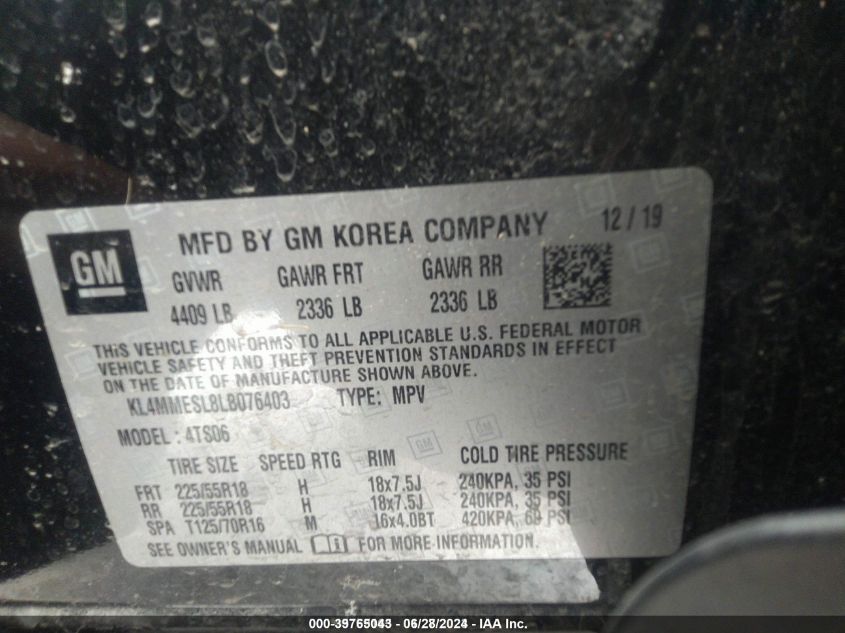 MFD BY GM KOREA COMPANY 12 / 19
GM
GVWR GAWR FRT GAWR RR
4409 LB 2336 LB 2336 LB
THIS VEHICLE CONFORMS TO ALL APPLICABLE U.S. FEDERAL MOTOR
VEHICLE SAFETY AND THEFT PREVENTION STANDARDS IN EFFECT
ON THE DATE OF MANUFACTURE SHOWN ABOVE.
KL4MMESL8LB076403 TYPE: MPV
MODEL : 4TS06
TIRE SIZE SPEED RTG RIM COLD TIRE PRESSURE
FRT 225/55R18 H 18x7.5J 240KPA, 35 PSI
RR 225/55R18 H 18x7.5J 240KPA, 35 PSI
SPA T125/70R16 M 16x4.0BT 420KPA, 60 PSI
SEE OWNER'S MANUAL FOR MORE INFORMATION.
000-39765043 - 06/28/2024 - IAA Inc.